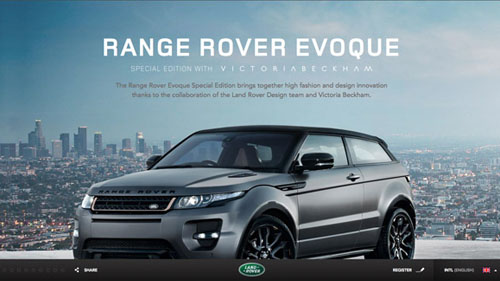 RANGE ROVER EVOQUE
SPECIAL EDITION WITH VICTORIA BECKHAM
The Range Rover Evoque Special Edition brings together high fashion and design innovation
thanks to the collaboration of the Land Rover Design team and Victoria Beckham.
RANGE ROVER
SHARE
LAND
ROVER
REGISTER
INTL (ENGLISH)